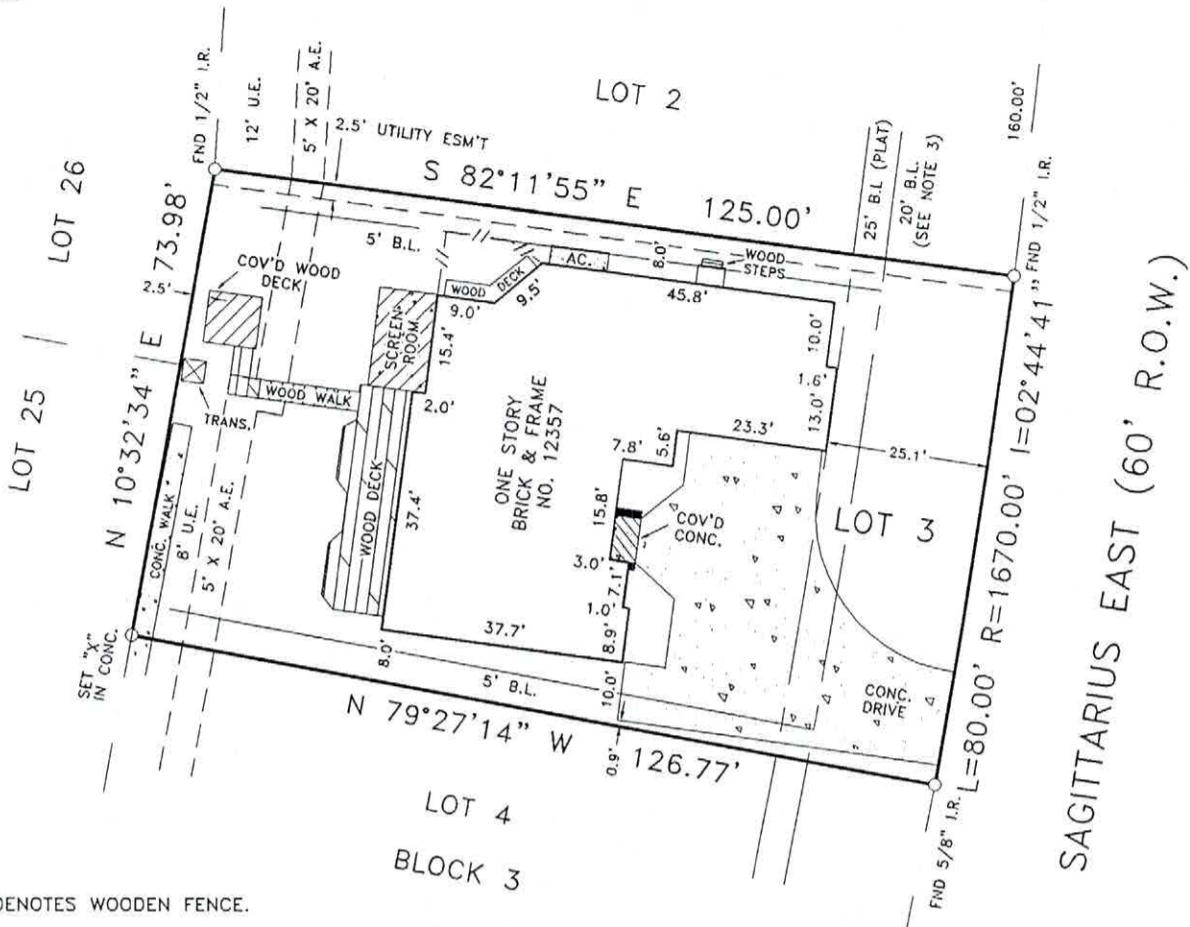 LOT 2
FND 1/2" I.R.
12' U.E.
5' X 20' A.E.
2.5' UTILITY ESM'T
S 82°11'55" E
125.00'
25' B.L (PLAT)
20' B.L.
(SEE NOTE 3)
160.00'
FND 1/2" I.R.
LOT 26
LOT 25
N 10°32'34" E 73.98'
2.5'
COV'D WOOD
DECK
5' B.L.
WOOD
DECK
9.0'
9.5'
AC.
8.0'
WOOD
STEPS
45.8'
10.0'
1.6'
13.0'
SCREEN
ROOM
15.4'
2.0'
WOOD WALK
TRANS.
WOOD DECK
37.4'
ONE STORY
BRICK & FRAME
NO. 12357
7.8'
5.6'
23.3'
25.1'
15.8'
COV'D
CONC.
3.0'
7.1'
1.0'
8.9'
LOT 3
CONC. WALK
8' U.E.
5' X 20' A.E.
37.7'
8.0'
5' B.L.
10.0'
0.9'
CONC.
DRIVE
SET "X"
IN CONC.
N 79°27'14" W
126.77'
L=80.00' R=1670.00' I=02°44'41"
SAGITTARIUS EAST (60' R.O.W.)
FND 5/8" I.R.
LOT 4
BLOCK 3
DENOTES WOODEN FENCE.